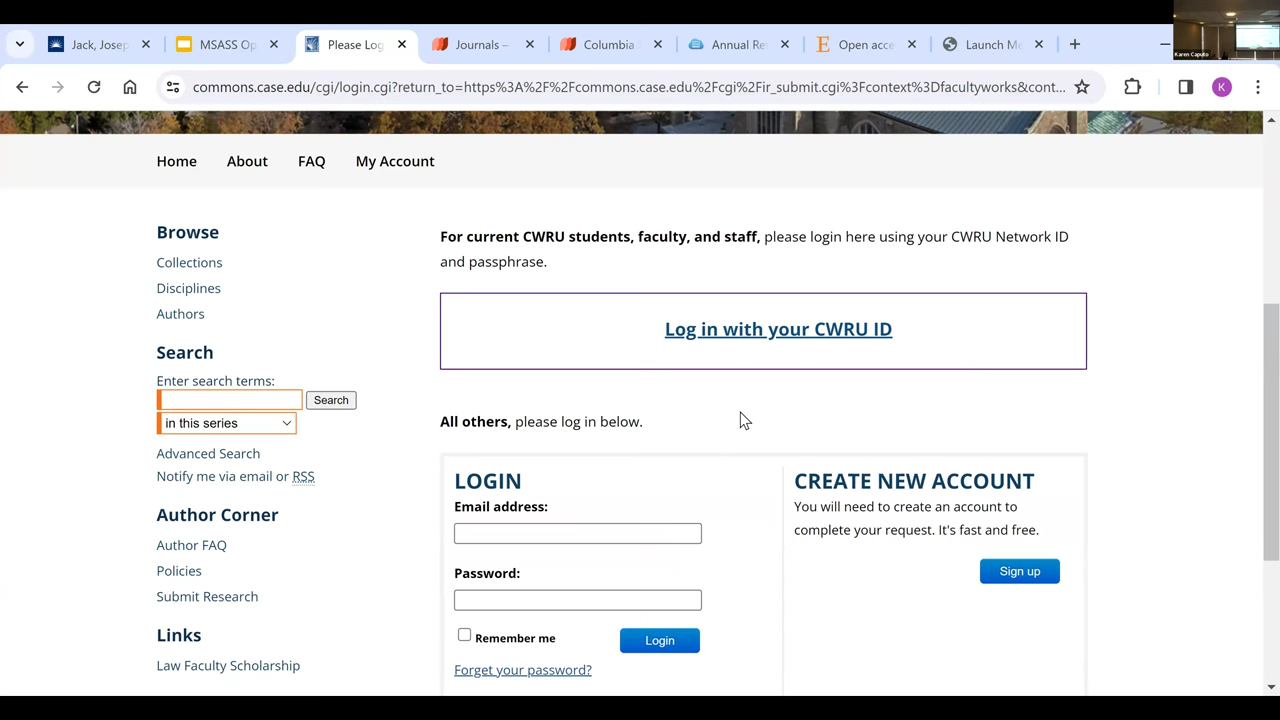 Jack, Josep
MSASS Op
Please Log
Journals –
Columbia
Annual Re
Open acce
Launch Me
Karen Caputo
commons.case.edu/cgi/login.cgi?return_to=https%3A%2F%2Fcommons.case.edu%2Fcgi%2Fir_submit.cgi%3Fcontext%3Dfacultyworks&cont...
K
Home About FAQ My Account
Browse
Collections
Disciplines
Authors
Search
Enter search terms:
Search
in this series
Advanced Search
Notify me via email or RSS
Author Corner
Author FAQ
Policies
Submit Research
Links
Law Faculty Scholarship
For current CWRU students, faculty, and staff, please login here using your CWRU Network ID
and passphrase.
Log in with your CWRU ID
All others, please log in below.
LOGIN
Email address:
Password:
Remember me
Login
Forget your password?
CREATE NEW ACCOUNT
You will need to create an account to
complete your request. It's fast and free.
Sign up